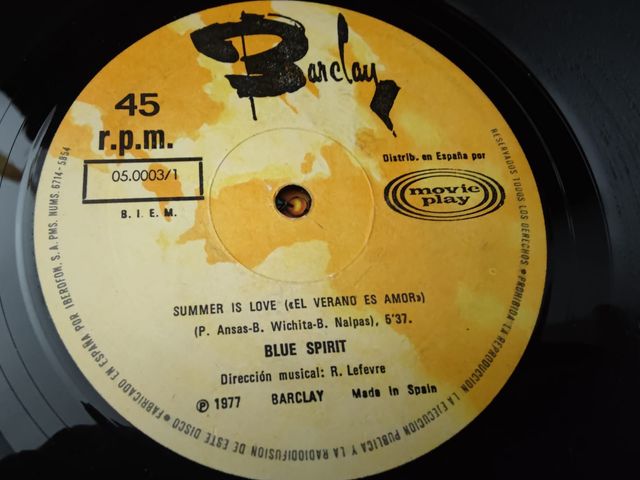 Barclay
45
r.p.m.
05.0003/1
B. I. E. M.
Distrib. en España por
movie
play
SUMMER IS LOVE («EL VERANO ES AMOR»)
(P. Ansas-B. Wichita-B. Nalpas), 5'37.
BLUE SPIRIT
Dirección musical: R. Lefevre
℗ 1977 BARCLAY Made in Spain
RESERVADOS TODOS LOS DERECHOS • PROHIBIDA LA REPRODUCCION, LA EJECUCION PUBLICA Y LA RADIODIFUSION DE ESTE DISCO • FABRICADO EN ESPAÑA POR IBEROFON, S. A. PMS. NUMS. 6714-5854